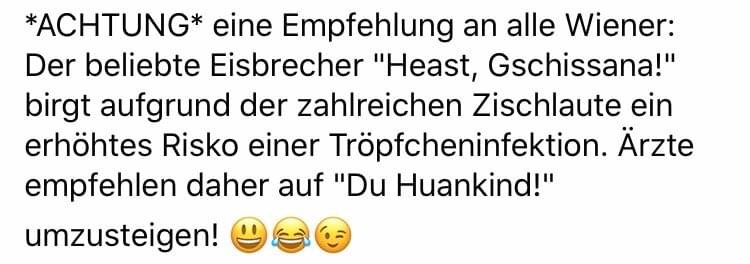 *ACHTUNG* eine Empfehlung an alle Wiener:
Der beliebte Eisbrecher "Heast, Gschissana!"
birgt aufgrund der zahlreichen Zischlaute ein
erhöhtes Risko einer Tröpfcheninfektion. Ärzte
empfehlen daher auf "Du Huankind!"
umzusteigen! 😃😂😉